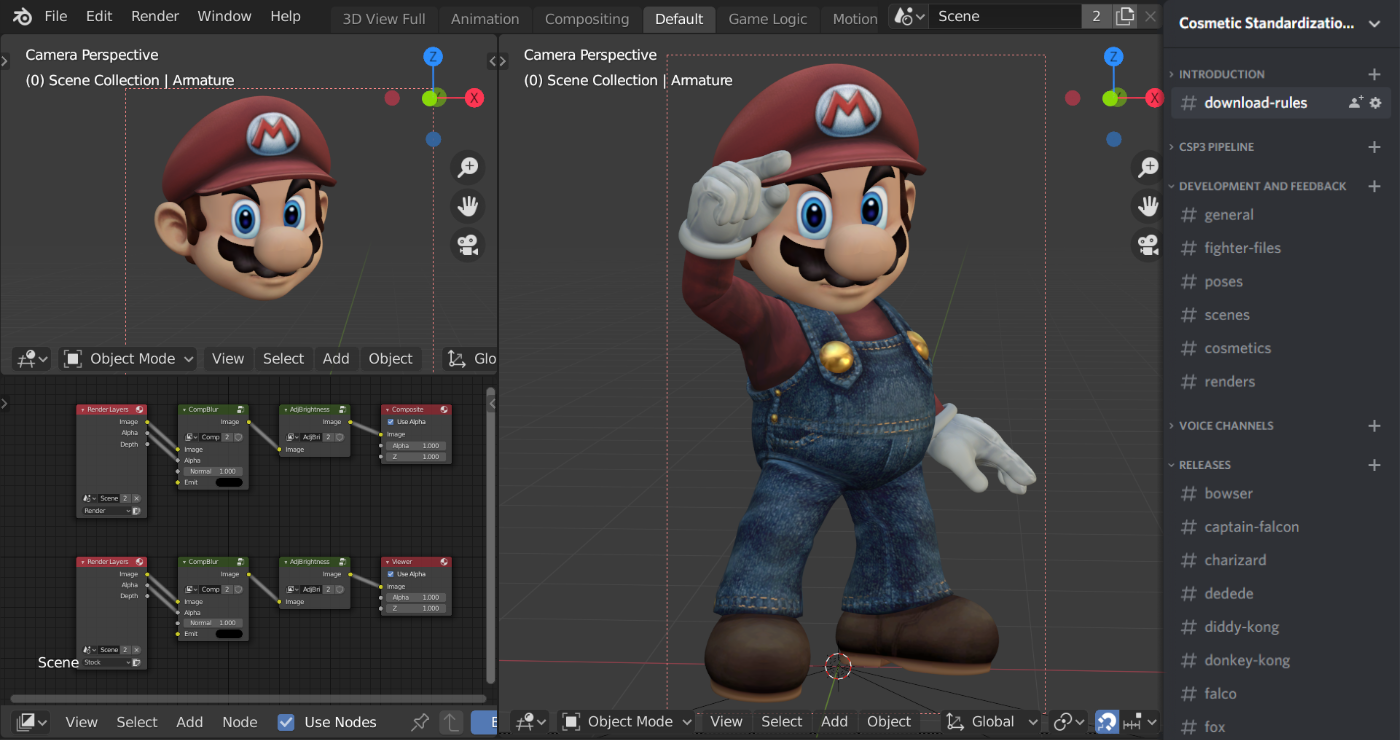 File Edit Render Window Help
3D View Full Animation Compositing Default Game Logic Motion
Scene 2
Camera Perspective
(0) Scene Collection | Armature
Z
X
M
Object Mode View Select Add Object Glo
Render Layers
Image
Alpha
Depth
Scene 2
Render
CompBlur
Image
Comp 2
Image
Alpha
Normal 1.000
Emit
AdjBrightness
Image
AdjBri 2
Image
Composite
Use Alpha
Image
Alpha 1.000
Z 1.000
Render Layers
Image
Alpha
Depth
Scene 2
Stock
CompBlur
Image
Comp 2
Image
Alpha
Normal 1.000
Emit
AdjBrightness
Image
AdjBri 2
Image
Viewer
Use Alpha
Image
Alpha 1.000
Z 1.000
Scene
View Select Add Node Use Nodes
Camera Perspective
(0) Scene Collection | Armature
Z
X
M
Object Mode View Select Add Object Global
Cosmetic Standardizatio...
INTRODUCTION
# download-rules
CSP3 PIPELINE
DEVELOPMENT AND FEEDBACK
# general
# fighter-files
# poses
# scenes
# cosmetics
# renders
VOICE CHANNELS
RELEASES
# bowser
# captain-falcon
# charizard
# dedede
# diddy-kong
# donkey-kong
# falco
# fox